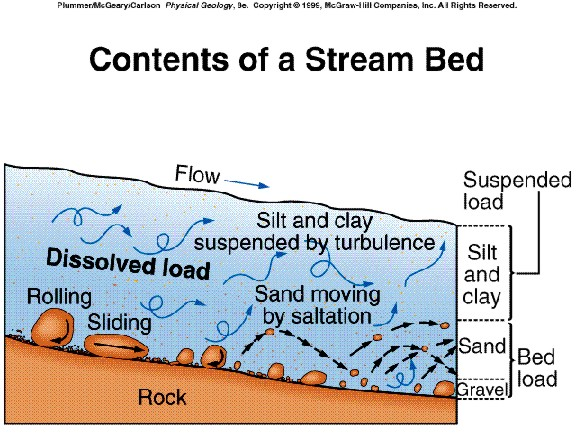 Plummer/McGeary/Carlson Physical Geology, 8e. Copyright © 1999, McGraw-Hill Companies, Inc. All Rights Reserved.
Contents of a Stream Bed
Flow
Suspended
load
Silt and clay
suspended by turbulence
Dissolved load
Silt
and
clay
Rolling
Sliding
Sand moving
by saltation
Sand
Bed
load
Gravel
Rock